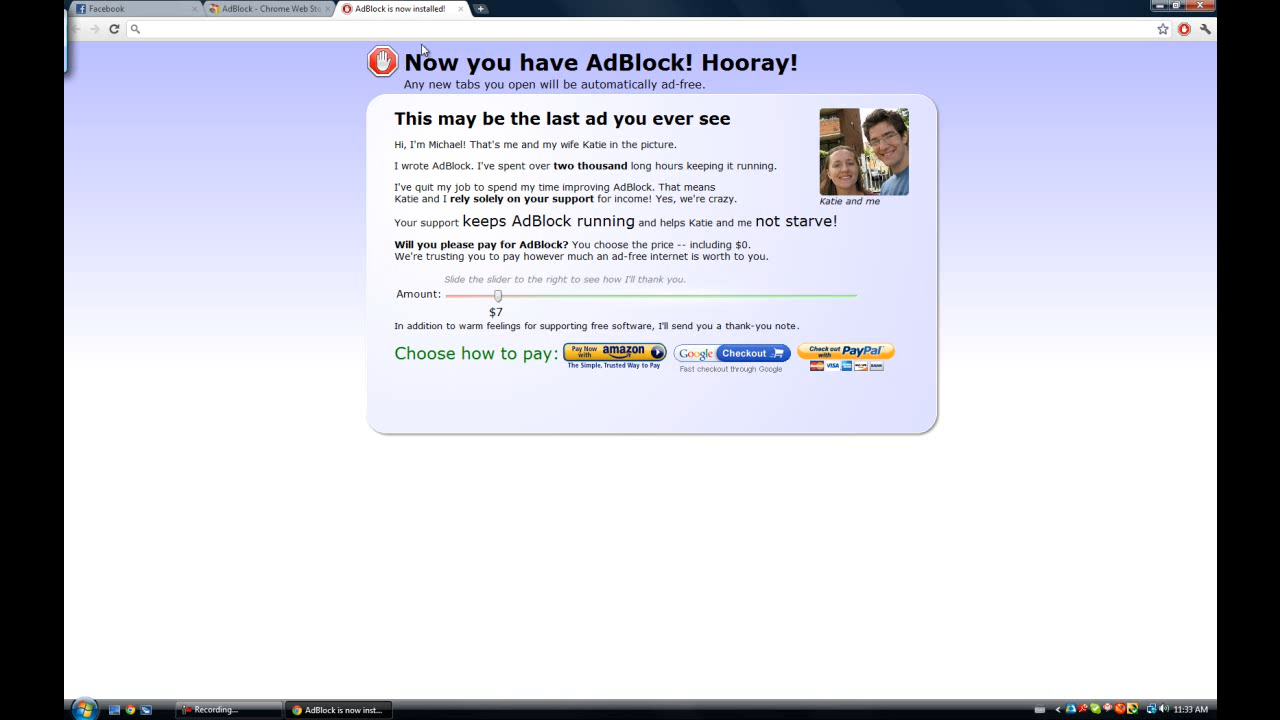 Facebook
AdBlock - Chrome Web Sto
AdBlock is now installed!
Now you have AdBlock! Hooray!
Any new tabs you open will be automatically ad-free.
This may be the last ad you ever see
Hi, I'm Michael! That's me and my wife Katie in the picture.
I wrote AdBlock. I've spent over two thousand long hours keeping it running.
I've quit my job to spend my time improving AdBlock. That means
Katie and I rely solely on your support for income! Yes, we're crazy.
Katie and me
Your support keeps AdBlock running and helps Katie and me not starve!
Will you please pay for AdBlock? You choose the price -- including $0.
We're trusting you to pay however much an ad-free internet is worth to you.
Slide the slider to the right to see how I'll thank you.
Amount:
$7
In addition to warm feelings for supporting free software, I'll send you a thank-you note.
Choose how to pay:
Pay Now
with amazon
The Simple, Trusted Way to Pay
Google Checkout
Fast checkout through Google
Check out
with PayPal
VISA
BANK
Recording...
AdBlock is now inst...
11:33 AM